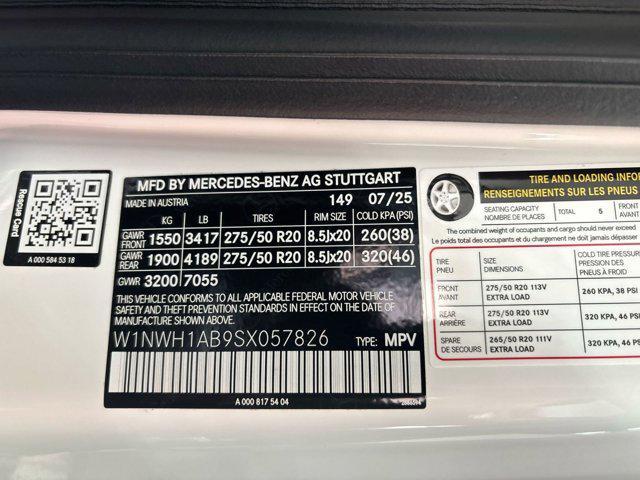 Rescue Card
A 000 584 53 18
MFD BY MERCEDES-BENZ AG STUTTGART
MADE IN AUSTRIA 149 07/25
KG LB TIRES RIM SIZE COLD KPA(PSI)
GAWR FRONT 1550 3417 275/50 R20 8.5Jx20 260(38)
GAWR REAR 1900 4189 275/50 R20 8.5Jx20 320(46)
GVWR 3200 7055
THIS VEHICLE CONFORMS TO ALL APPLICABLE FEDERAL MOTOR VEHICLE
SAFETY AND THEFT PREVENTION STANDARDS IN EFFECT ON THE
DATE OF MANUFACTURE SHOWN ABOVE.
W1NWH1AB9SX057826 TYPE: MPV
A 000 817 54 04
TIRE AND LOADING INFOR
RENSEIGNEMENTS SUR LES PNEUS
SEATING CAPACITY TOTAL 5 FRONT
NOMBRE DE PLACES AVANT
The combined weight of occupants and cargo should never
Le poids total des occupants et du chargement ne doit jamais dépasser
TIRE SIZE COLD TIRE PRESSURE
PNEU DIMENSIONS PRESSION DES PNEUS À FROID
FRONT AVANT 275/50 R20 113V EXTRA LOAD 260 KPA, 38 PSI
REAR ARRIÈRE 275/50 R20 113V EXTRA LOAD 320 KPA, 46 PSI
SPARE DE SECOURS 265/50 R20 111V EXTRA LOAD 320 KPA, 46 PSI